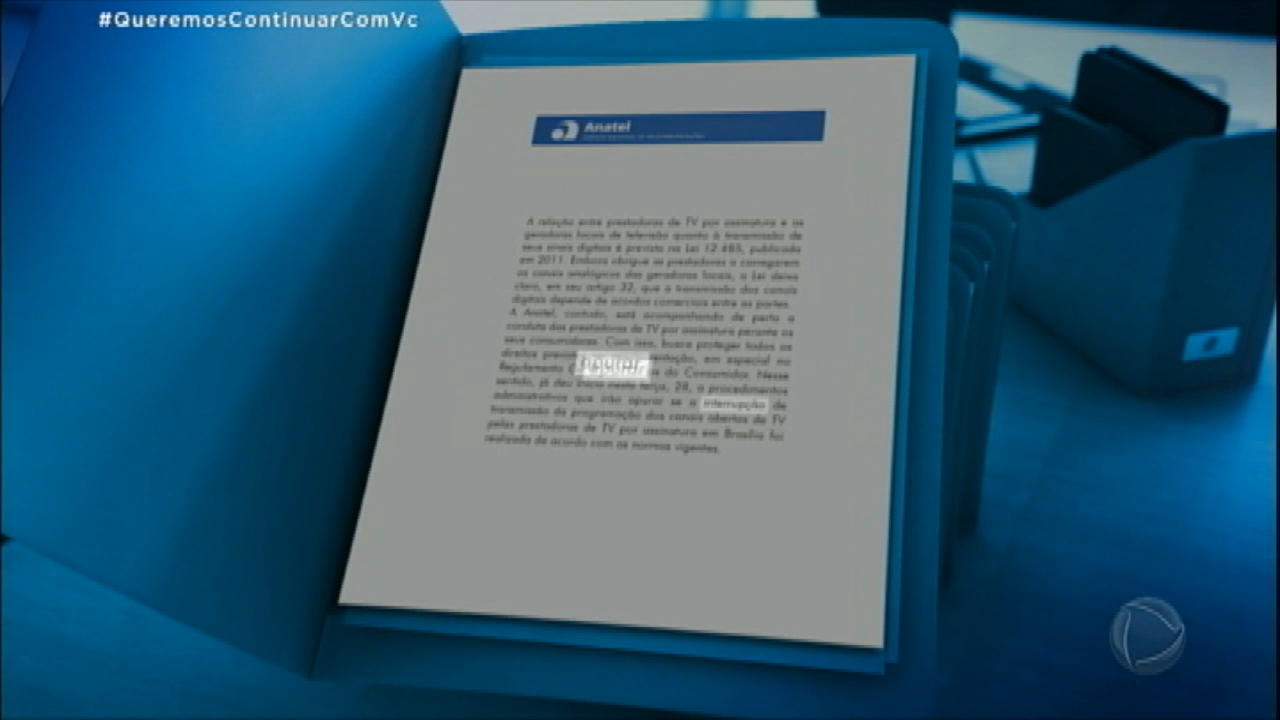 #QueremosContinuarComVc
Anatel
A relação entre prestadoras de TV por assinatura e as
geradoras locais de televisão quanto à transmissão de
seus sinais digitais é prevista na Lei 12.485, publicada
em 2011. Embora obrigue as prestadoras a carregarem
os canais analógicos das geradoras locais, a Lei deixa
claro, em seu artigo 32, que a transmissão dos canais
digitais depende de acordos comerciais entre as partes.
A Anatel, contudo, está acompanhando de perto a
conduta das prestadoras de TV por assinatura perante os
seus consumidores. Com isso, busca proteger todos os
direitos em especial no
Regulamento do Consumidor. Nesse
sentido, já deu início nesta terça, 28, a procedimentos
administrativos que irão apurar se a interrupção de
transmissão da programação dos canais abertos de TV
pelas prestadoras de TV por assinatura em Brasília foi
realizada de acordo com as normas vigentes.